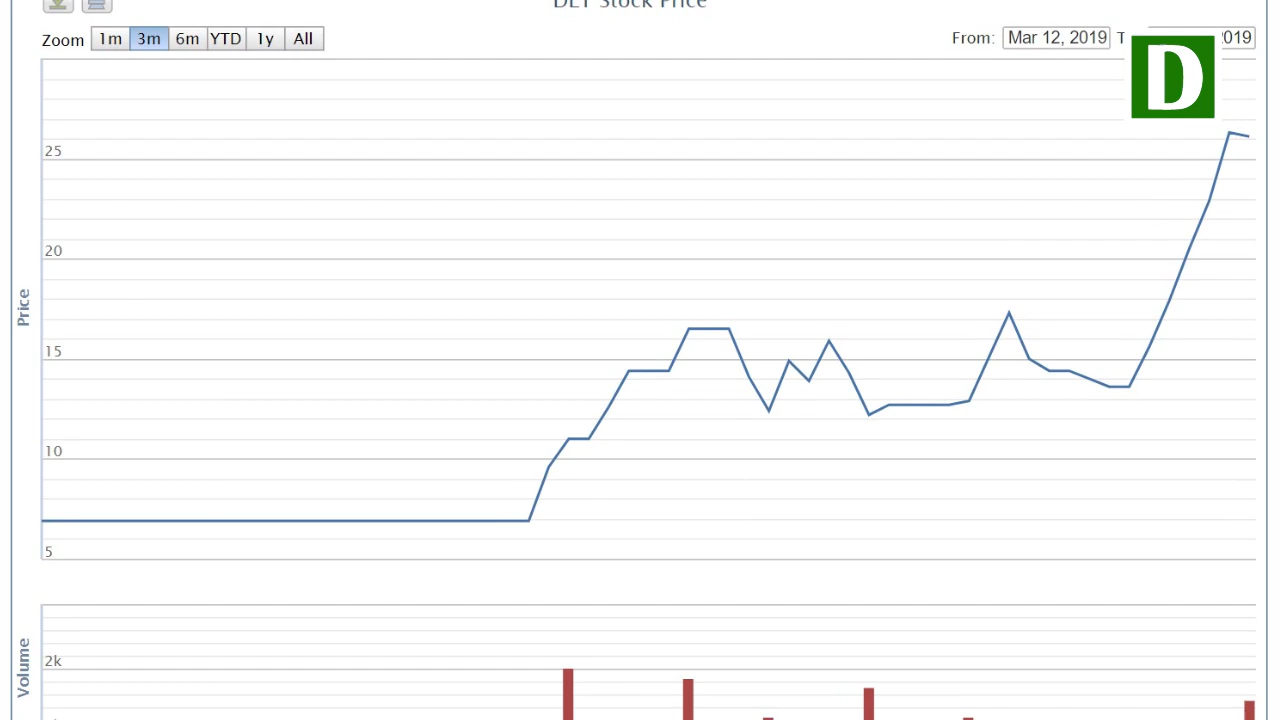 Stock Price
Zoom 1m 3m 6m YTD 1y All
From: Mar 12, 2019
2019
D
25
20
15
10
5
Price
2k
Volume